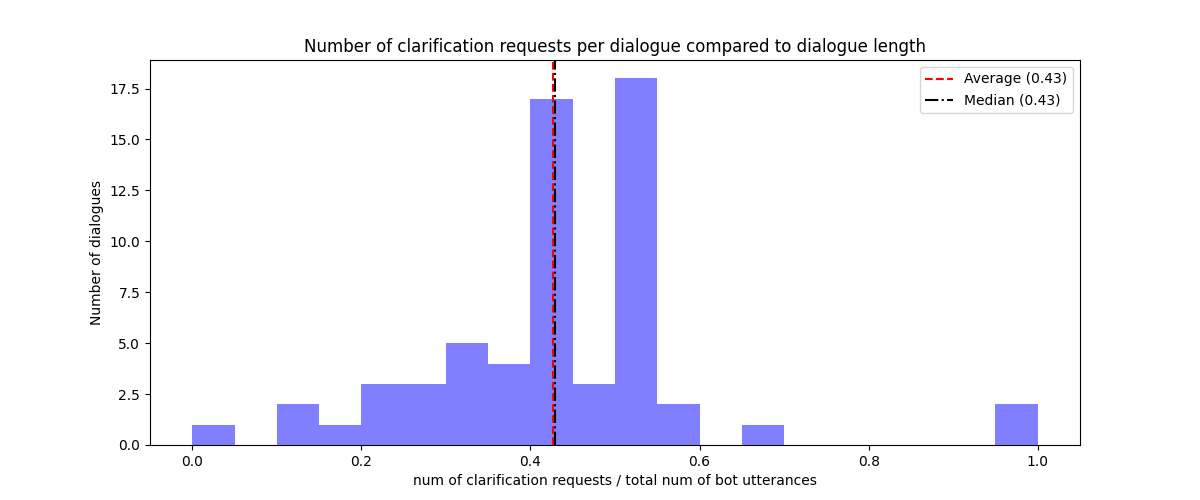 Number of clarification requests per dialogue compared to dialogue length
Average (0.43)
Median (0.43)
Number of dialogues
17.5
15.0
12.5
10.0
7.5
5.0
2.5
0.0
0.0 0.2 0.4 0.6 0.8 1.0
num of clarification requests / total num of bot utterances